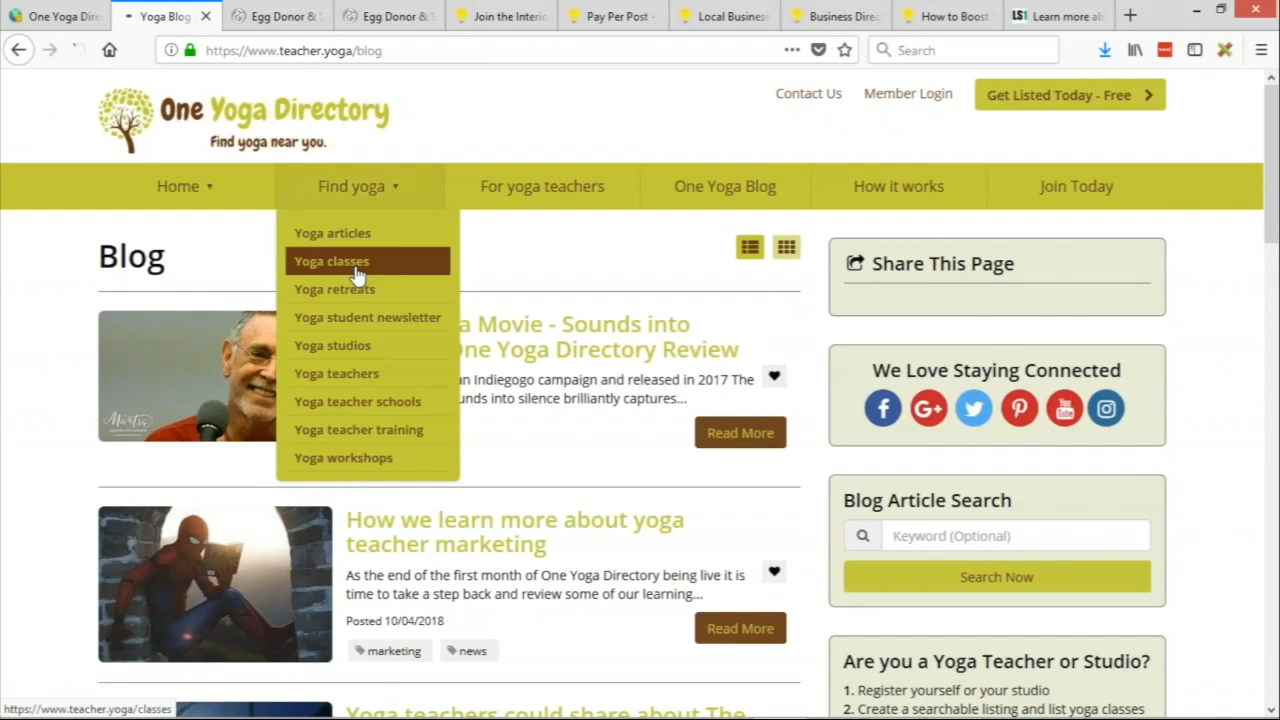 One Yoga Dire
Yoga Blog
Egg Donor & S
Egg Donor & S
Join the Interio
Pay Per Post -
Local Business
Business Direc
How to Boost
LS1 Learn more ab
https://www.teacher.yoga/blog
Search
Contact Us
Member Login
Get Listed Today - Free
One Yoga Directory
Find yoga near you.
Home
Find yoga
For yoga teachers
One Yoga Blog
How it works
Join Today
Yoga articles
Yoga classes
Yoga retreats
Yoga student newsletter
Yoga studios
Yoga teachers
Yoga teacher schools
Yoga teacher training
Yoga workshops
Blog
a Movie - Sounds into
One Yoga Directory Review
an Indiegogo campaign and released in 2017 The
unds into silence brilliantly captures...
Read More
How we learn more about yoga
teacher marketing
As the end of the first month of One Yoga Directory being live it is
time to take a step back and review some of our learning...
Posted 10/04/2018
Read More
marketing
news
Yoga teachers could share about The
Share This Page
We Love Staying Connected
Blog Article Search
Keyword (Optional)
Search Now
Are you a Yoga Teacher or Studio?
1. Register yourself or your studio
2. Create a searchable listing and list yoga classes
https://www.teacher.yoga/classes